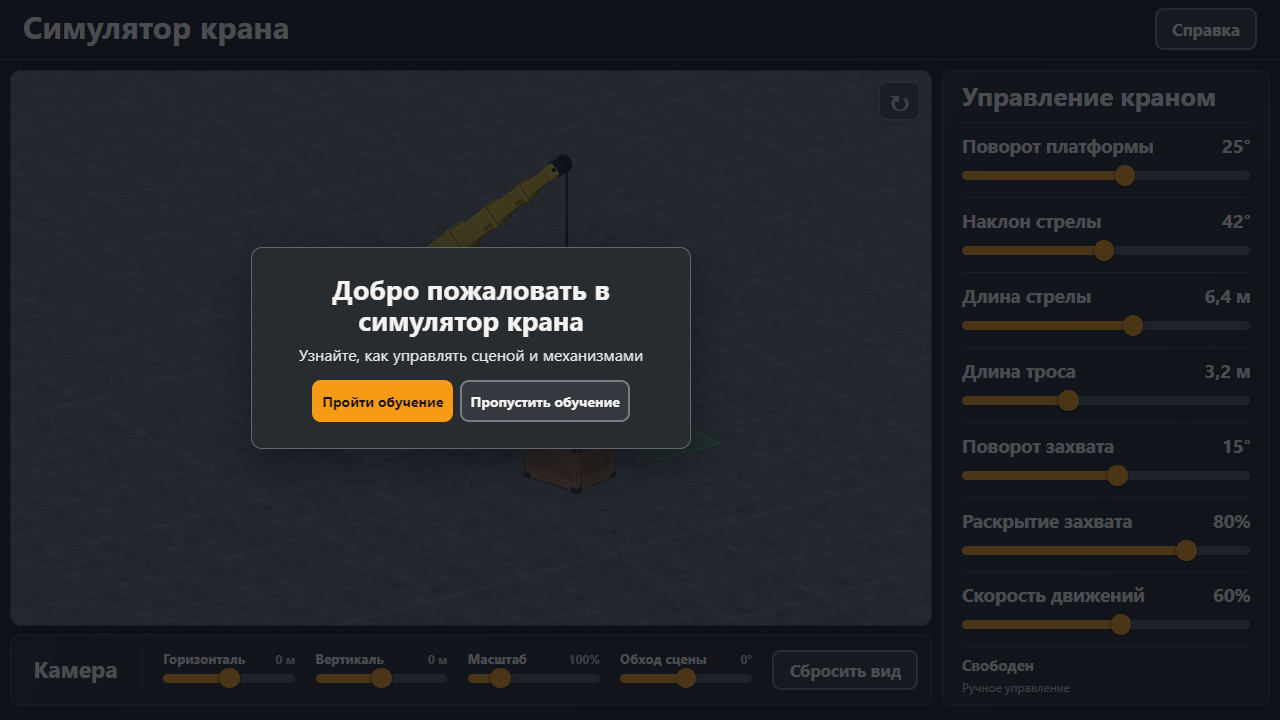 Симулятор крана
Справка
↻
Управление краном
Поворот платформы 25°
Наклон стрелы 42°
Длина стрелы 6,4 м
Длина троса 3,2 м
Поворот захвата 15°
Раскрытие захвата 80%
Скорость движений 60%
Свободен
Ручное управление
Добро пожаловать в
симулятор крана
Узнайте, как управлять сценой и механизмами
Пройти обучение
Пропустить обучение
Камера
Горизонталь 0 м
Вертикаль 0 м
Масштаб 100%
Обход сцены 0°
Сбросить вид